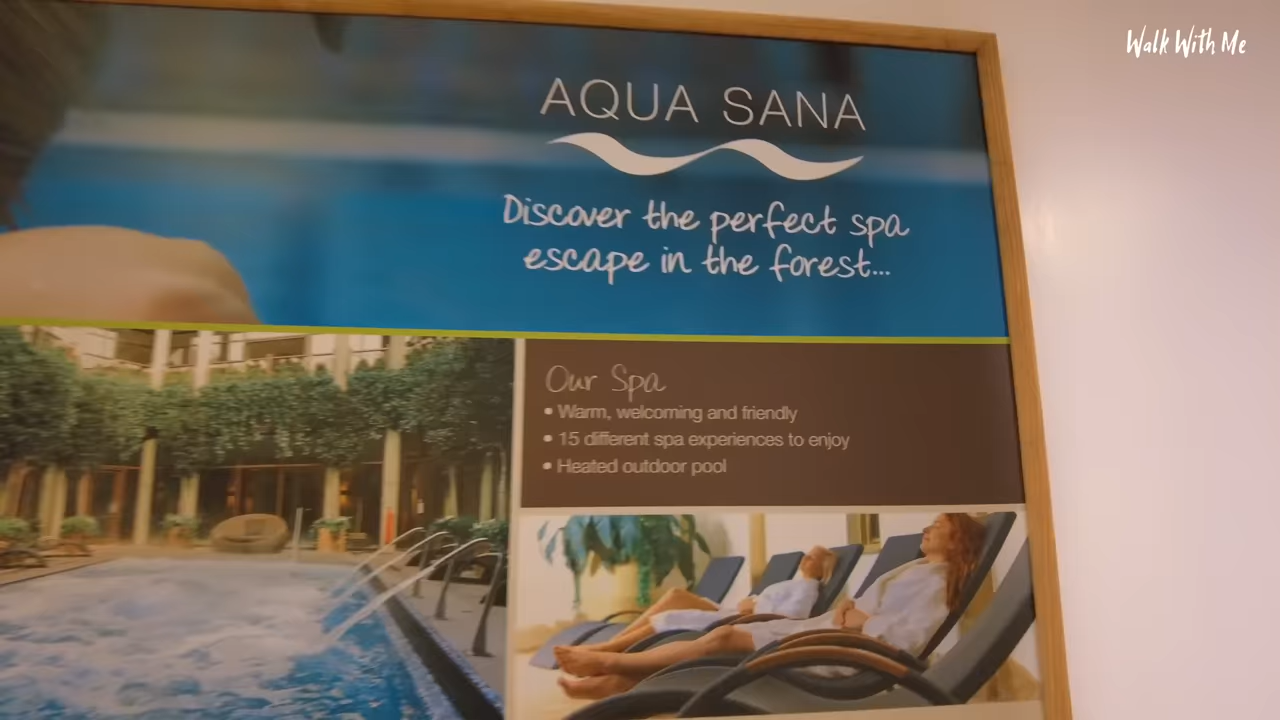 Walk With Me
AQUA SANA
Discover the perfect spa
escape in the forest...
Our Spa
• Warm, welcoming and friendly
• 15 different spa experiences to enjoy
• Heated outdoor pool